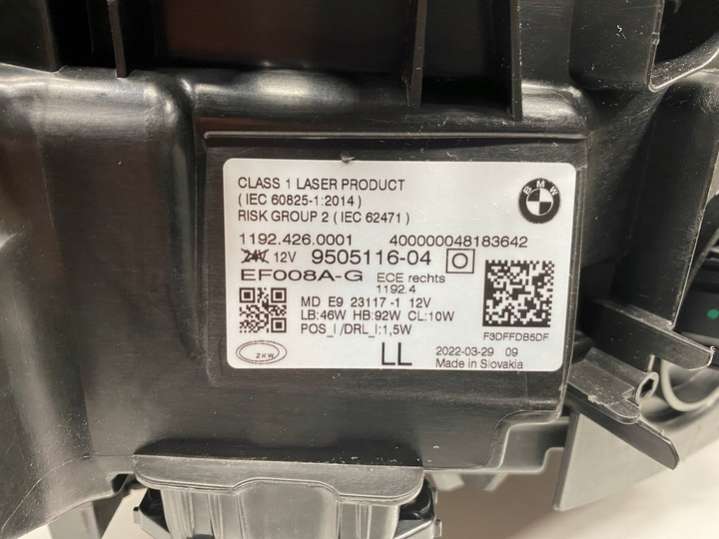 CLASS 1 LASER PRODUCT
(IEC 60825-1:2014)
RISK GROUP 2 (IEC 62471)
BMW
1192.426.0001 400000048183642
24V 12V 9505116-04
EF008A-G ECE rechts
1192.4
MD E9 23117-1 12V
LB:46W HB:92W CL:10W
POS_I/DRL_I:1,5W
F3DFFDB5DF
ZKW
LL
2022-03-29 09
Made in Slovakia